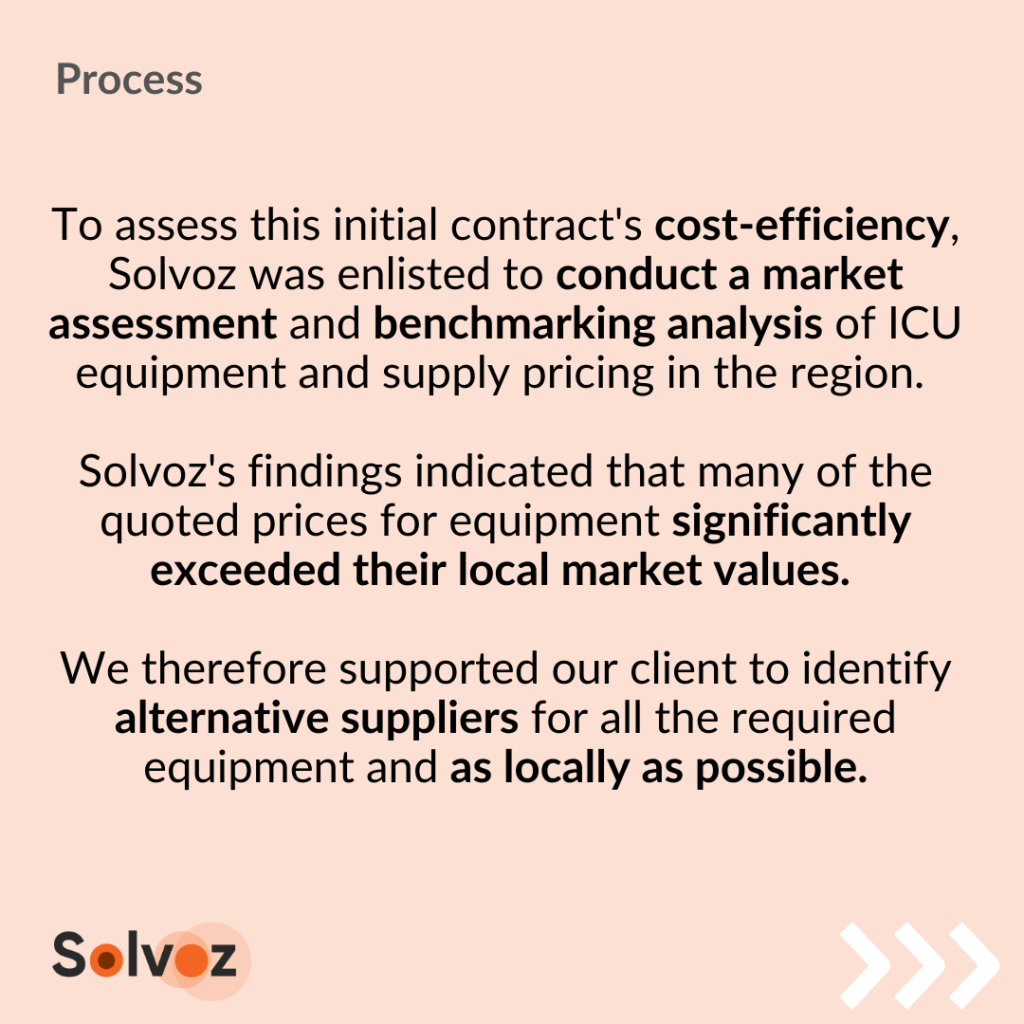 Process
To assess this initial contract's cost-efficiency,
Solvoz was enlisted to conduct a market
assessment and benchmarking analysis of ICU
equipment and supply pricing in the region.
Solvoz's findings indicated that many of the
quoted prices for equipment significantly
exceeded their local market values.
We therefore supported our client to identify
alternative suppliers for all the required
equipment and as locally as possible.
Solvoz